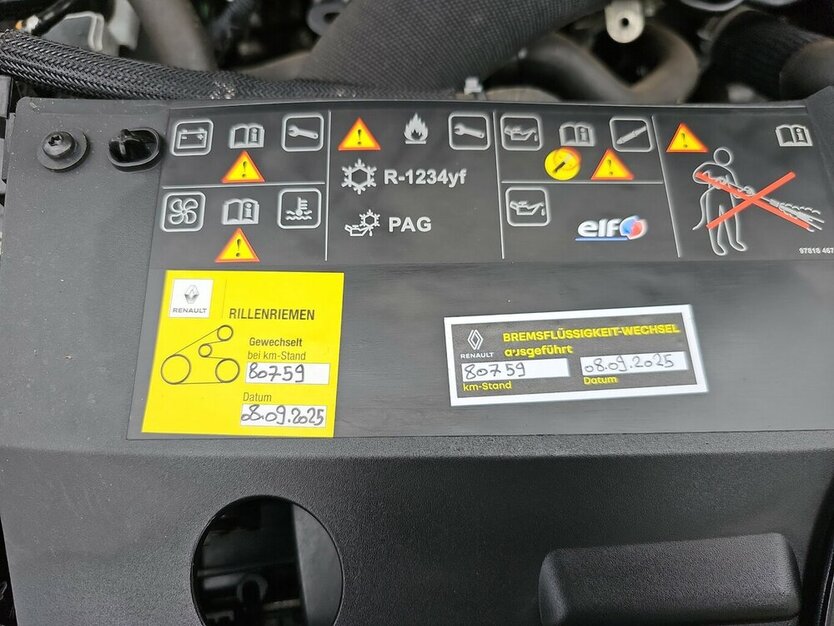 R-1234yf
PAG
elf
97816 467
RENAULT
RILLENRIEMEN
Gewechselt
bei km-Stand
80759
Datum
08.09.2025
RENAULT
BREMSFLÜSSIGKEIT-WECHSEL
ausgeführt
80759
08.09.2025
km-Stand
Datum